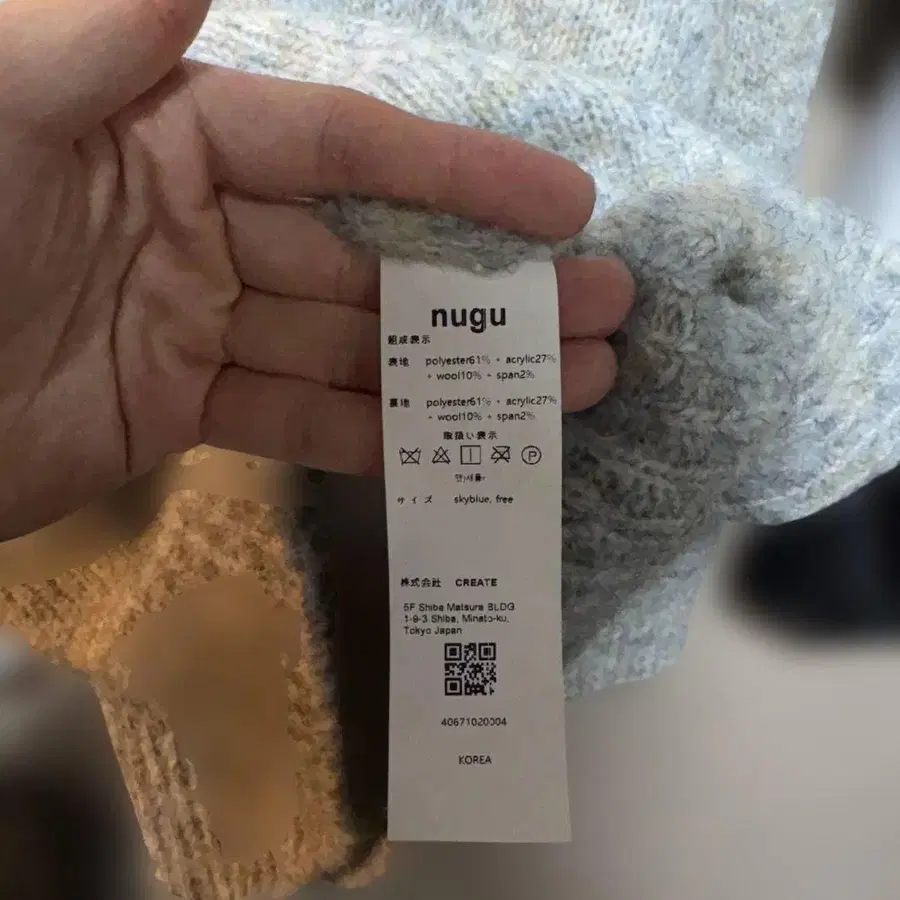 nugu
組成表示
表地 polyester61% + acrylic27%
+ wool10% + span2%
裏地 polyester61% + acrylic27%
+ wool10% + span2%
取扱い表示
P
サイズ skyblue, free
株式会社 CREATE
5F Shiba Matsura BLDG
1-9-3 Shiba, Minato-ku,
Tokyo Japan
KOREA